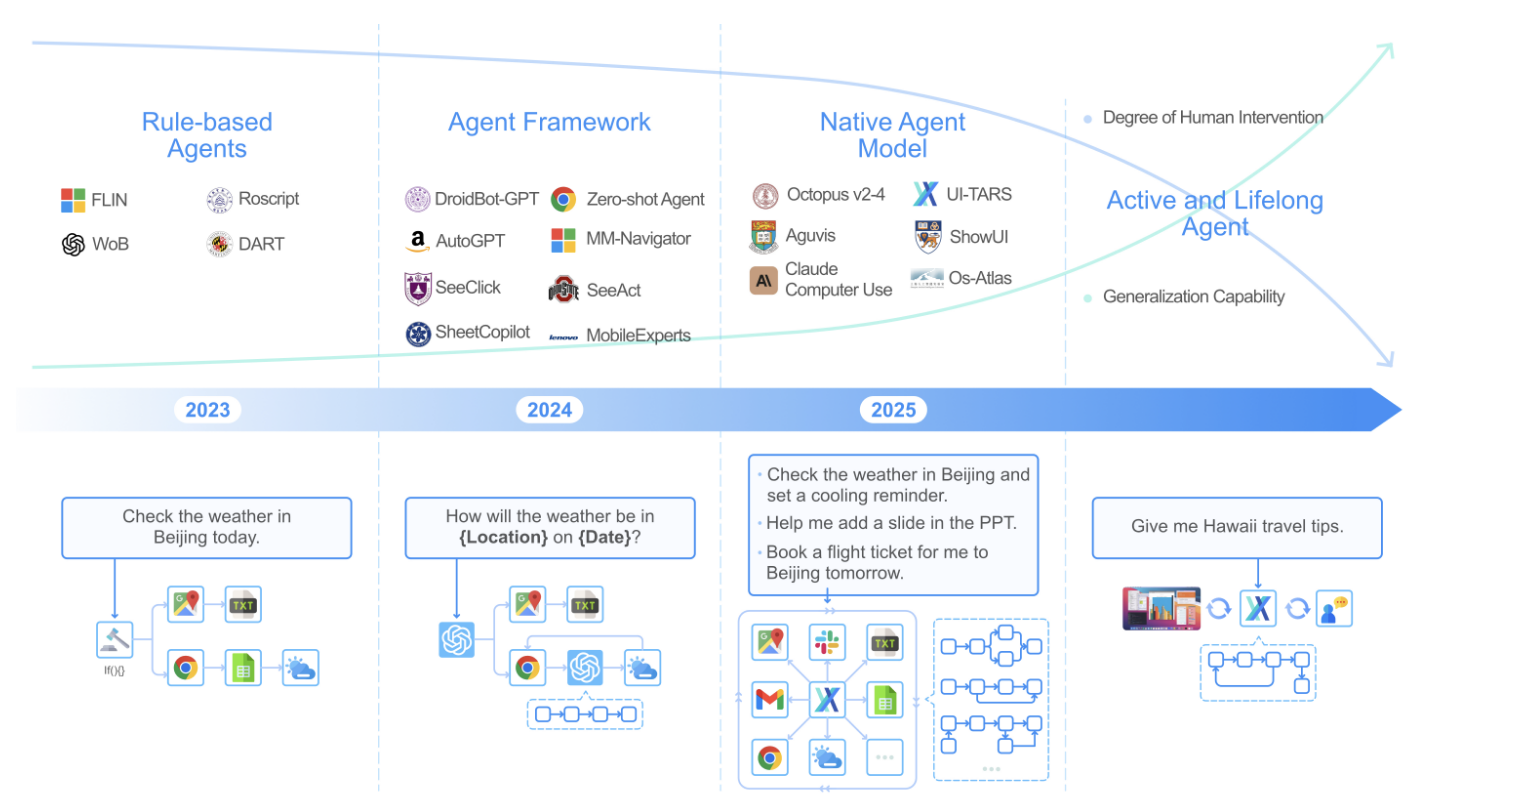 Rule-based
Agents
FLIN
Roscript
WoB
DART
Agent Framework
DroidBot-GPT
Zero-shot Agent
a
AutoGPT
MM-Navigator
SeeClick
OHIO STATE
SeeAct
SheetCopilot
lenovo
MobileExperts
Native Agent
Model
Octopus v2-4
UI-TARS
Aguvis
ShowUI
Claude
Computer Use
Os-Atlas
Degree of Human Intervention
Active and Lifelong
Agent
Generalization Capability
2023
2024
2025
Check the weather in
Beijing today.
TXT
If(){}
How will the weather be in
{Location} on {Date}?
TXT
• Check the weather in Beijing and
set a cooling reminder.
• Help me add a slide in the PPT.
• Book a flight ticket for me to
Beijing tomorrow.
TXT
...
...
Give me Hawaii travel tips.